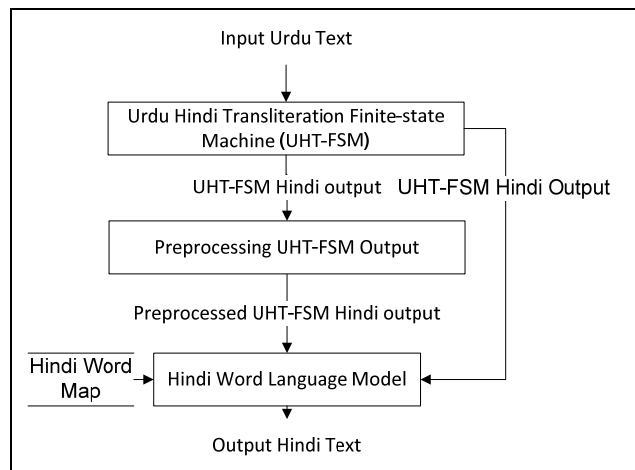 Input Urdu Text
Urdu Hindi Transliteration Finite-state
Machine (UHT-FSM)
UHT-FSM Hindi output
UHT-FSM Hindi Output
Preprocessing UHT-FSM Output
Preprocessed UHT-FSM Hindi output
Hindi Word
Map
Hindi Word Language Model
Output Hindi Text